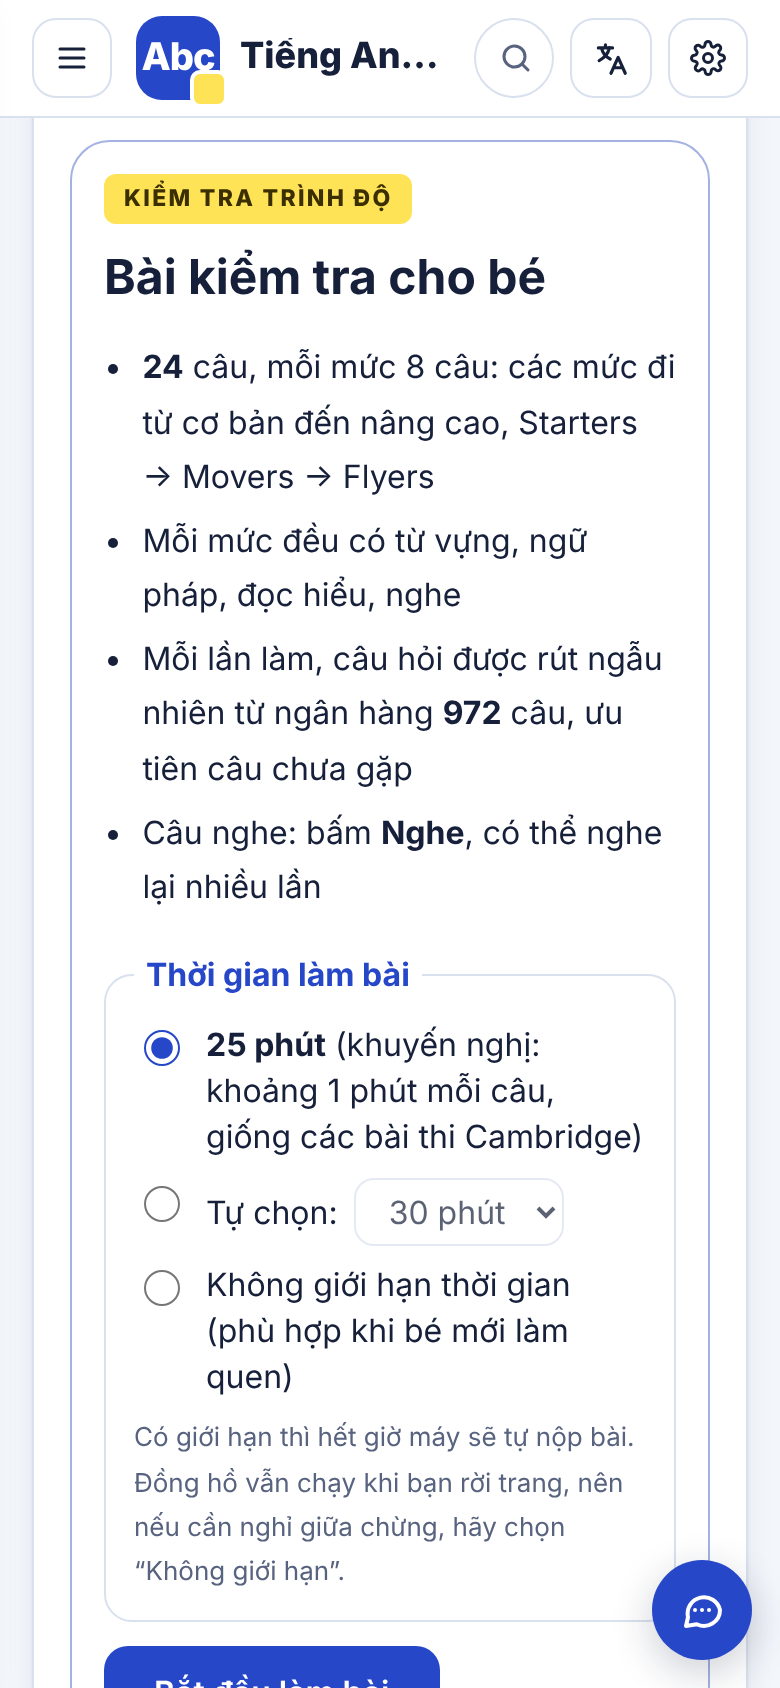 Abc
Tiếng An...
KIỂM TRA TRÌNH ĐỘ
Bài kiểm tra cho bé
• 24 câu, mỗi mức 8 câu: các mức đi
từ cơ bản đến nâng cao, Starters
→ Movers → Flyers
• Mỗi mức đều có từ vựng, ngữ
pháp, đọc hiểu, nghe
• Mỗi lần làm, câu hỏi được rút ngẫu
nhiên từ ngân hàng 972 câu, ưu
tiên câu chưa gặp
• Câu nghe: bấm Nghe, có thể nghe
lại nhiều lần
Thời gian làm bài
25 phút (khuyến nghị:
khoảng 1 phút mỗi câu,
giống các bài thi Cambridge)
Tự chọn: 30 phút
Không giới hạn thời gian
(phù hợp khi bé mới làm
quen)
Có giới hạn thì hết giờ máy sẽ tự nộp bài.
Đồng hồ vẫn chạy khi bạn rời trang, nên
nếu cần nghỉ giữa chừng, hãy chọn
“Không giới hạn”.
Bắt đầu làm bài